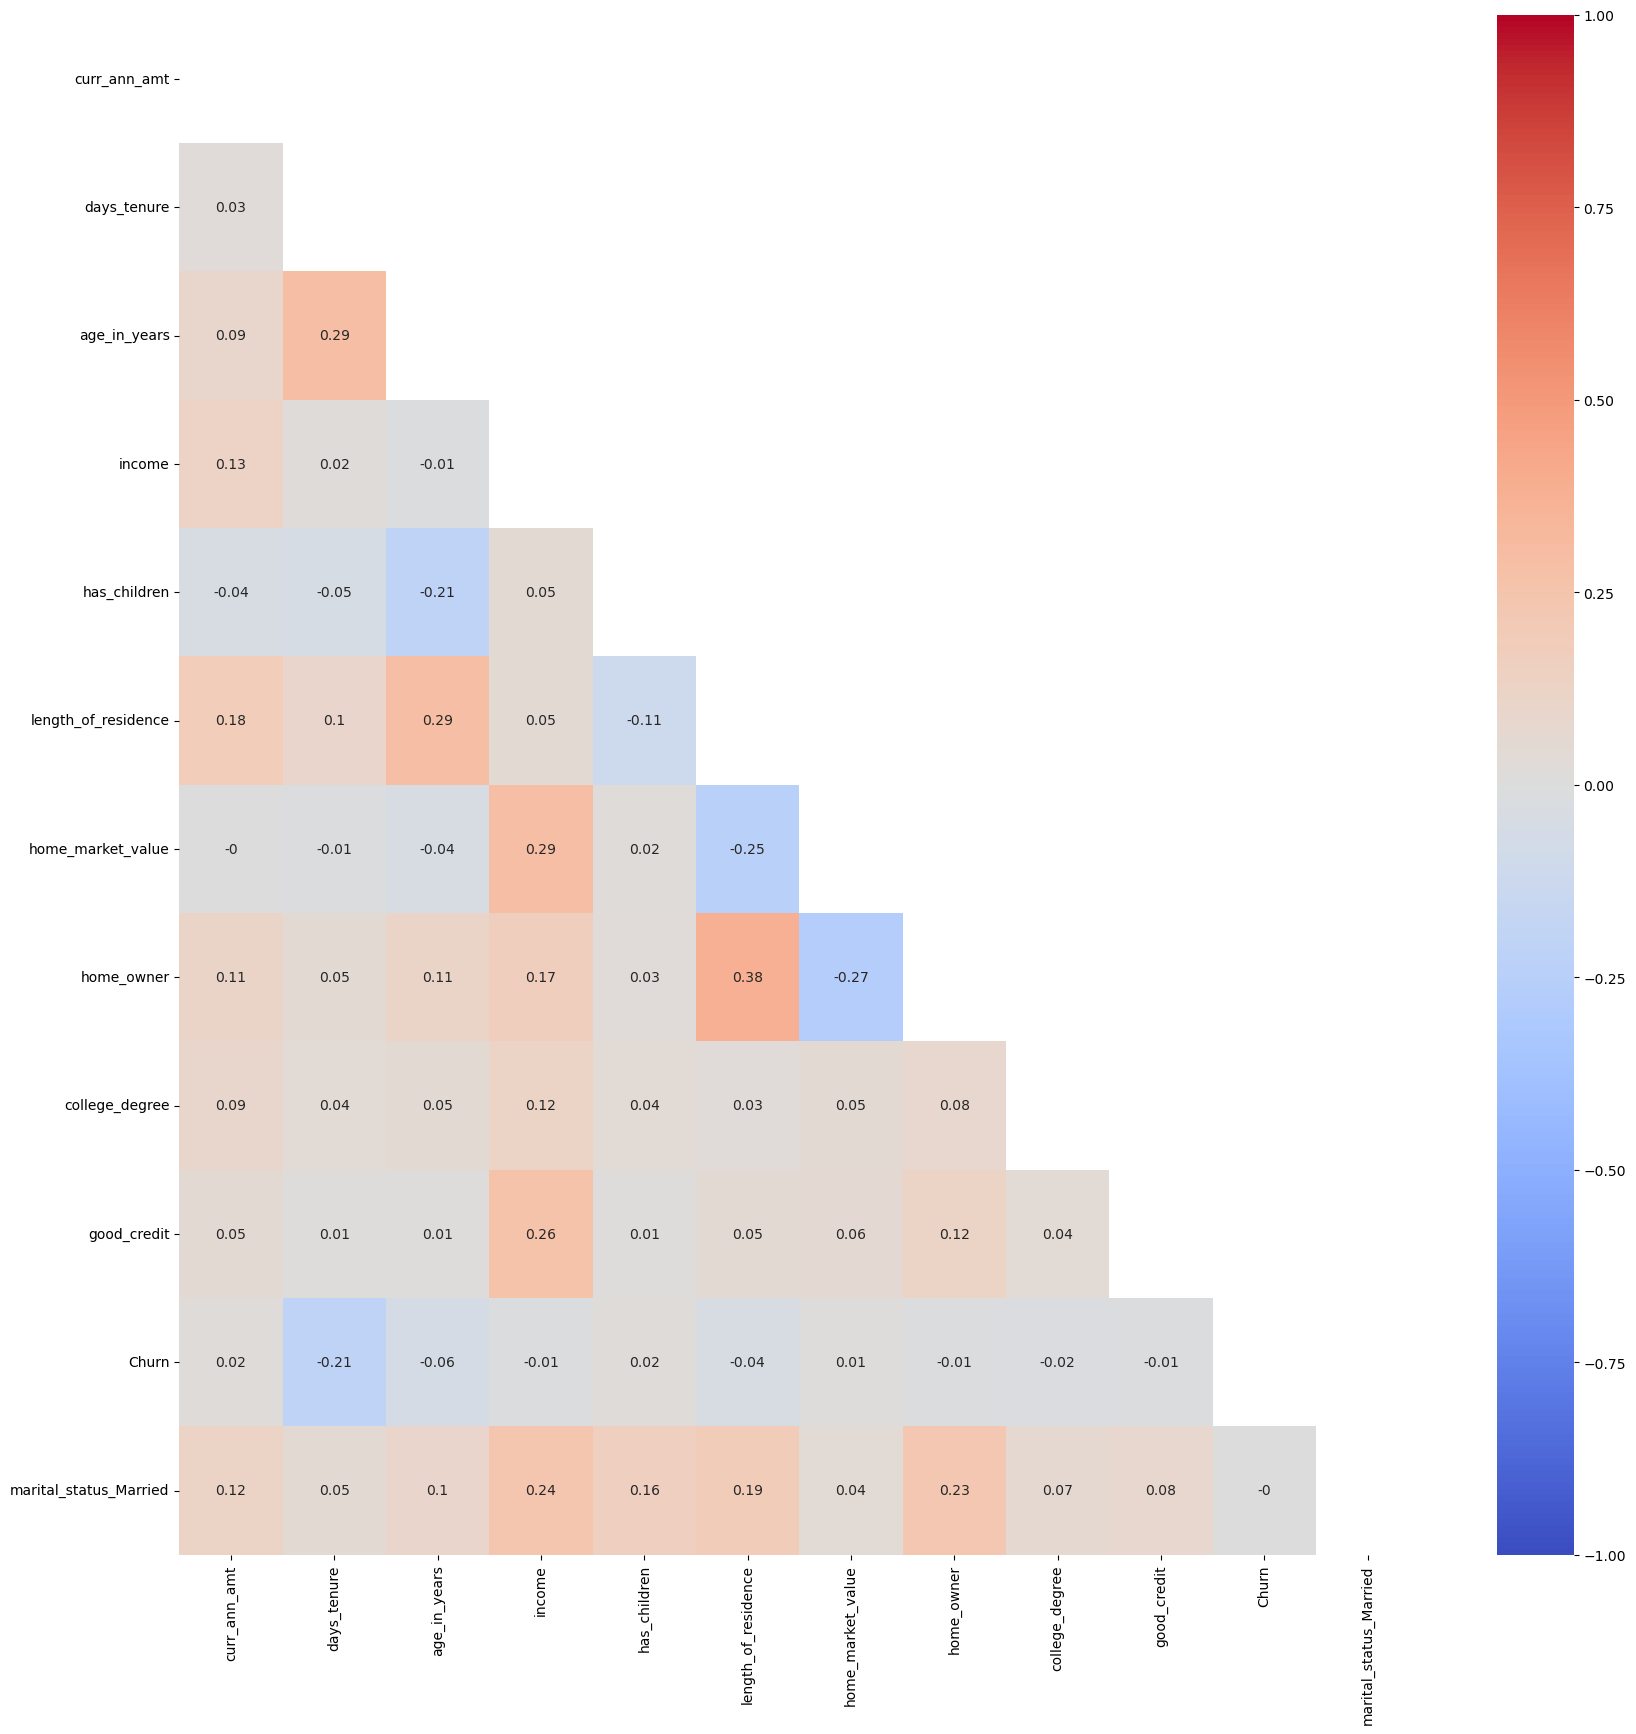 curr_ann_amt
days_tenure 0.03
age_in_years 0.09 0.29
income 0.13 0.02 -0.01
has_children -0.04 -0.05 -0.21 0.05
length_of_residence 0.18 0.1 0.29 0.05 -0.11
home_market_value -0 -0.01 -0.04 0.29 0.02 -0.25
home_owner 0.11 0.05 0.11 0.17 0.03 0.38 -0.27
college_degree 0.09 0.04 0.05 0.12 0.04 0.03 0.05 0.08
good_credit 0.05 0.01 0.01 0.26 0.01 0.05 0.06 0.12 0.04
Churn 0.02 -0.21 -0.06 -0.01 0.02 -0.04 0.01 -0.01 -0.02 -0.01
marital_status_Married 0.12 0.05 0.1 0.24 0.16 0.19 0.04 0.23 0.07 0.08 -0
curr_ann_amt
days_tenure
age_in_years
income
has_children
length_of_residence
home_market_value
home_owner
college_degree
good_credit
Churn
marital_status_Married
1.00
0.75
0.50
0.25
0.00
−0.25
−0.50
−0.75
−1.00